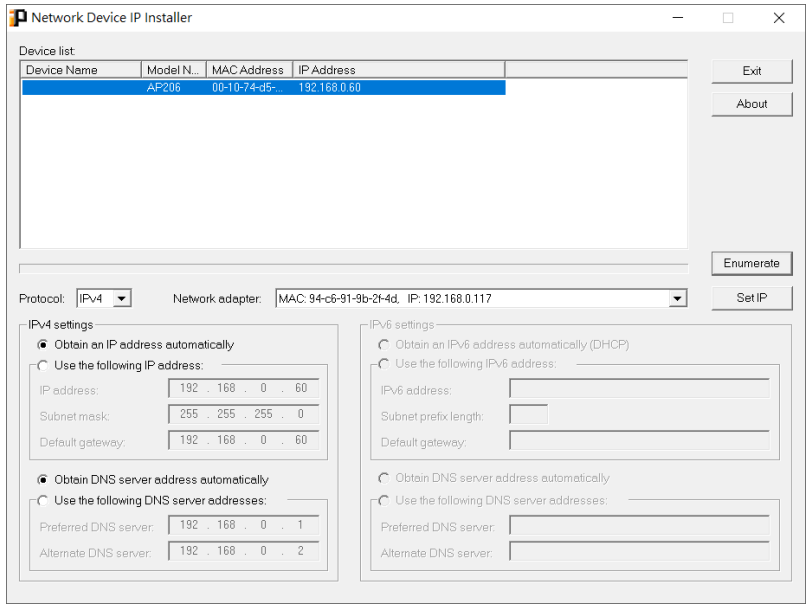 Network Device IP Installer
Device list:
Device Name Model N... MAC Address IP Address
AP206 00-10-74-d5-... 192.168.0.60
Exit
About
Enumerate
Protocol: IPv4 Network adapter: MAC: 94-c6-91-9b-2f-4d, IP: 192.168.0.117
Set IP
IPv4 settings
Obtain an IP address automatically
Use the following IP address:
IP address: 192 . 168 . 0 . 60
Subnet mask: 255 . 255 . 255 . 0
Default gateway: 192 . 168 . 0 . 60
Obtain DNS server address automatically
Use the following DNS server addresses:
Preferred DNS server: 192 . 168 . 0 . 1
Alternate DNS server: 192 . 168 . 0 . 2
IPv6 settings
Obtain an IPv6 address automatically (DHCP)
Use the following IPv6 address:
IPv6 address:
Subnet prefix length:
Default gateway:
Obtain DNS server address automatically
Use the following DNS server addresses:
Preferred DNS server:
Alternate DNS server: